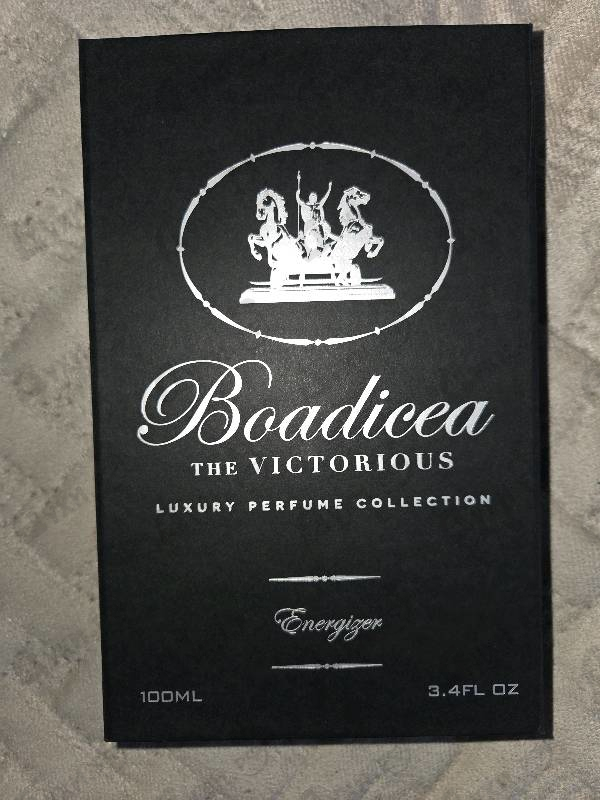 Boadicea
THE VICTORIOUS
LUXURY PERFUME COLLECTION
Energizer
100ML
3.4FL OZ